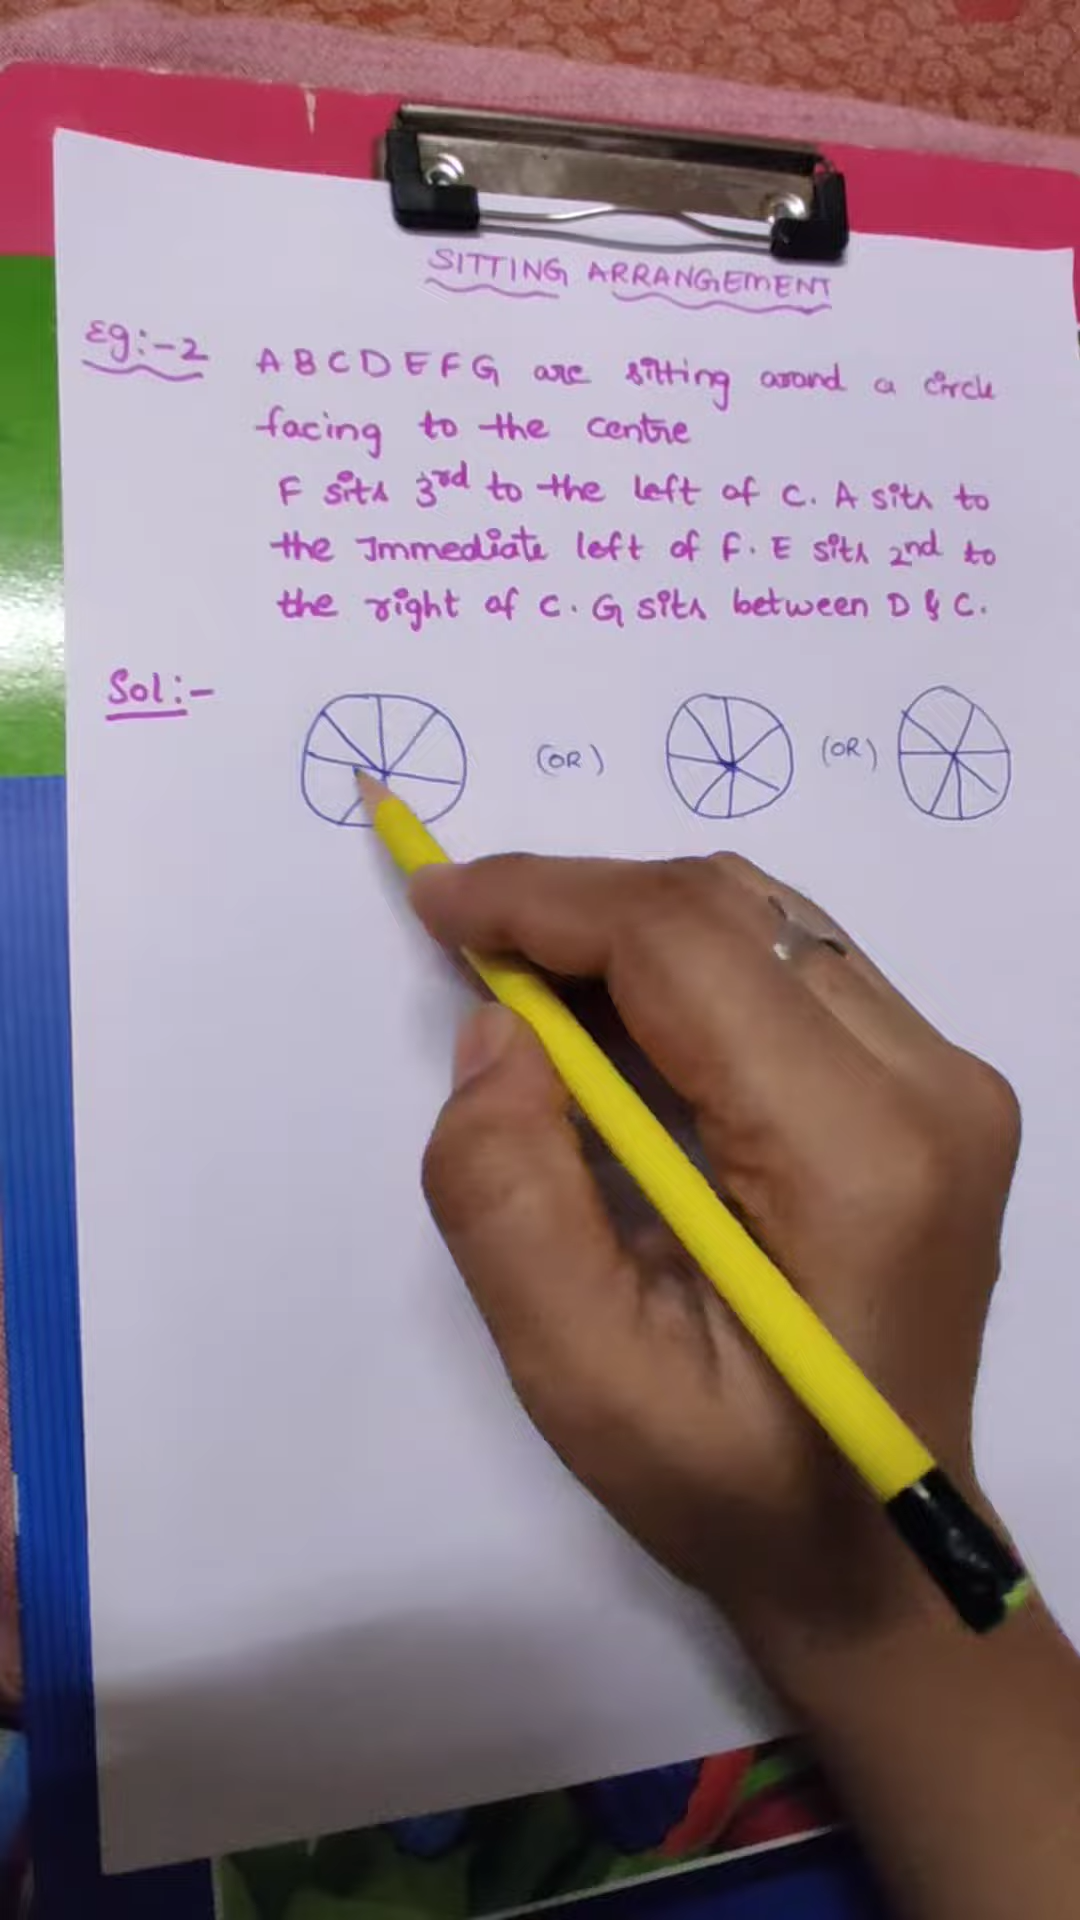 SITTING ARRANGEMENT
Eg:-2 A B C D E F G are sitting around a circle
facing to the centre
F sits 3rd to the left of C. A sits to
the Immediate left of F. E sits 2nd to
the right of C. G sits between D & C.
Sol:-
(OR) (OR)